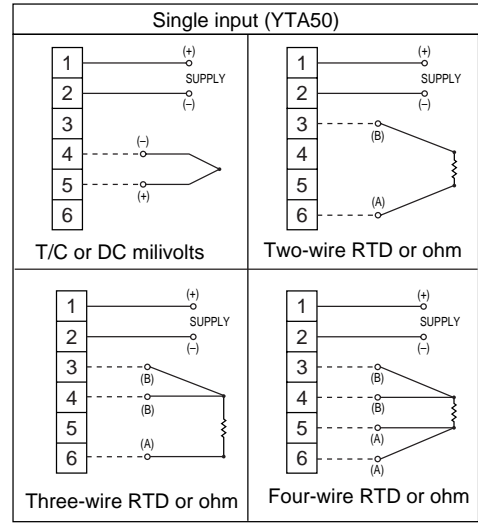 Single input (YTA50)
1 (+)
2 SUPPLY (–)
3
4 (–)
5 (+)
6
T/C or DC milivolts
1 (+)
2 SUPPLY (–)
3 (B)
4
5
6 (A)
Two-wire RTD or ohm
1 (+)
2 SUPPLY (–)
3 (B)
4 (B)
5
6 (A)
Three-wire RTD or ohm
1 (+)
2 SUPPLY (–)
3 (B)
4 (B)
5 (A)
6 (A)
Four-wire RTD or ohm